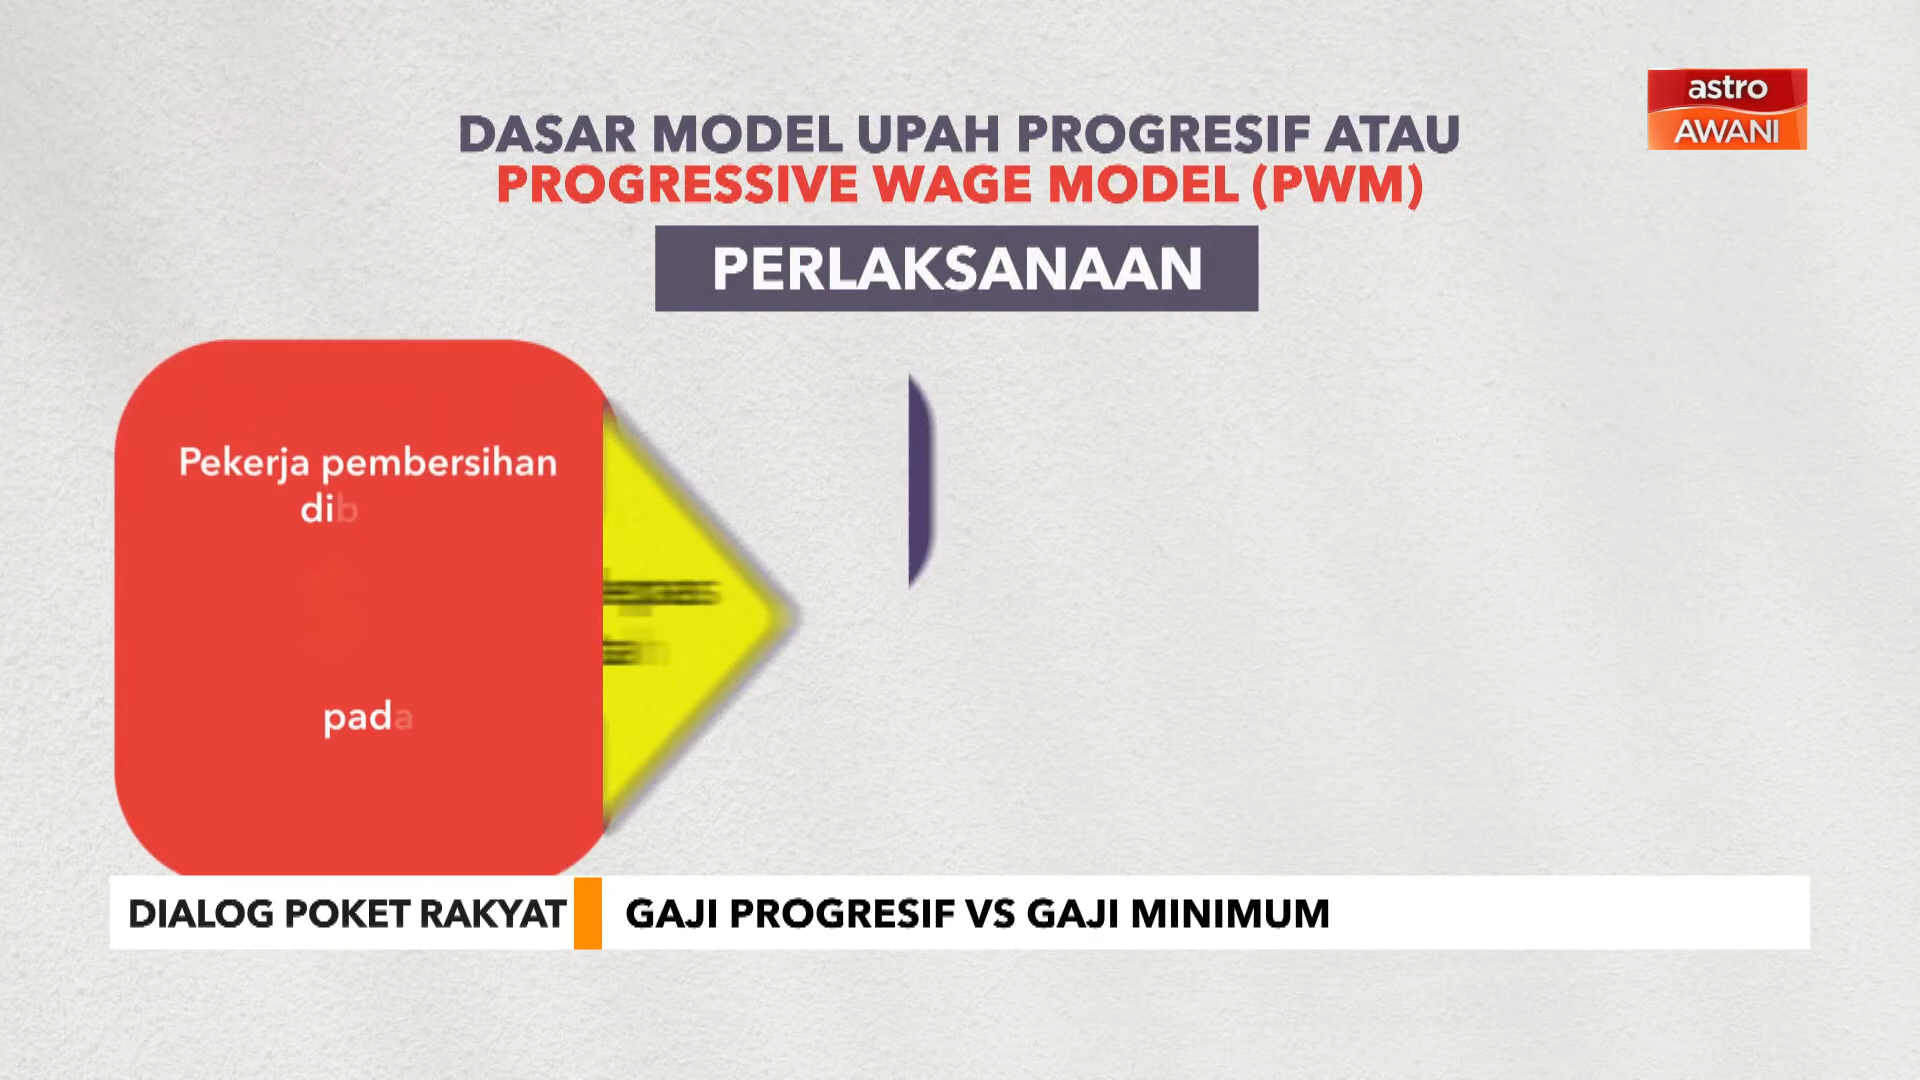 astro
AWANI
DASAR MODEL UPAH PROGRESIF ATAU
PROGRESSIVE WAGE MODEL (PWM)
PERLAKSANAAN
Pekerja pembersihan
dib
pada
DIALOG POKET RAKYAT
GAJI PROGRESIF VS GAJI MINIMUM